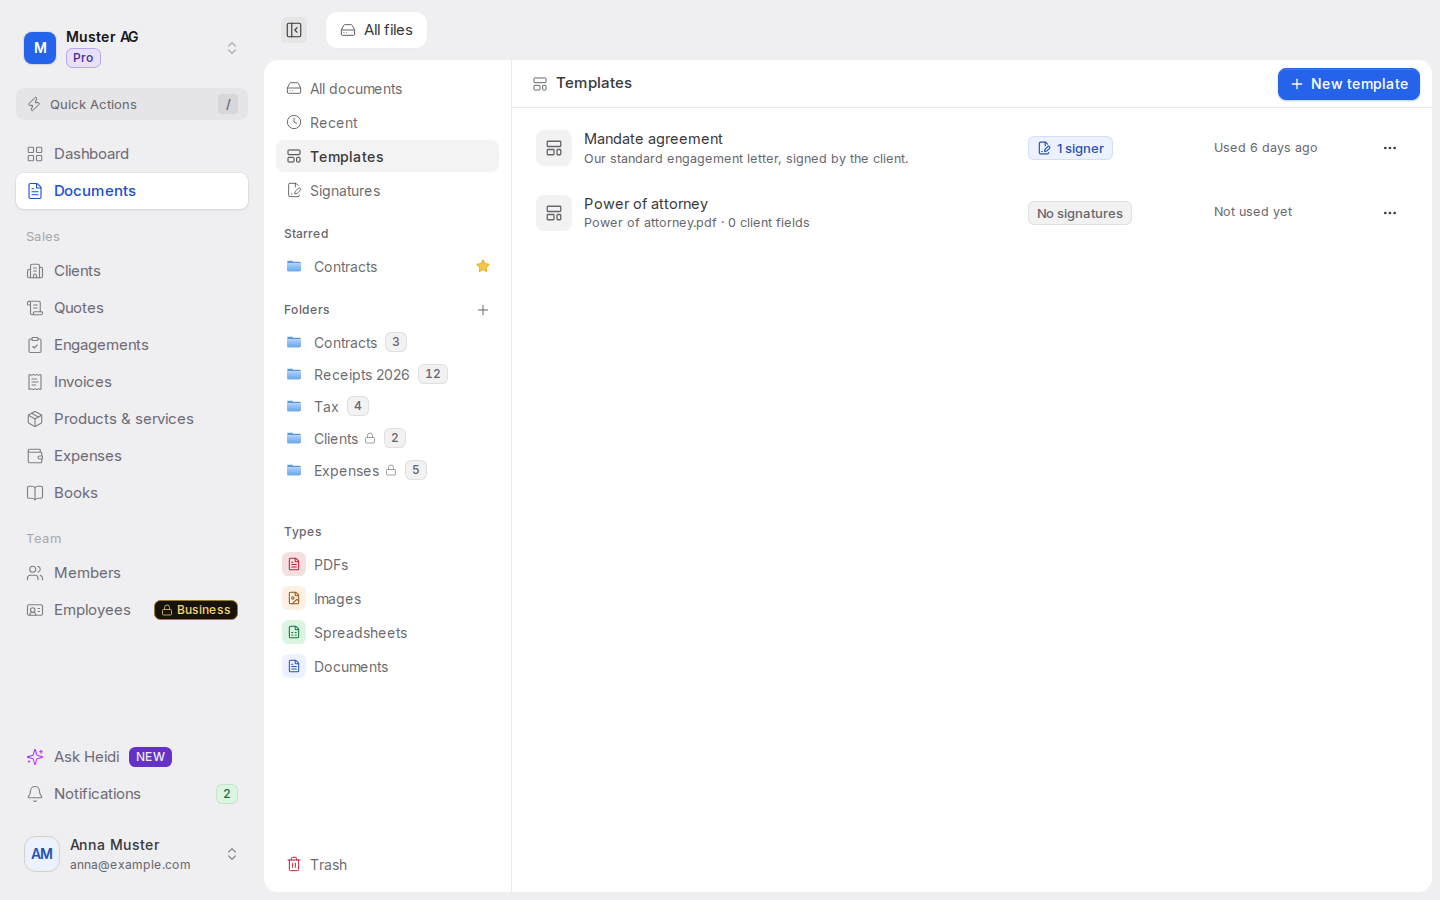 M
Muster AG
Pro
Quick Actions /
Dashboard
Documents
Sales
Clients
Quotes
Engagements
Invoices
Products & services
Expenses
Books
Team
Members
Employees Business
Ask Heidi NEW
Notifications 2
AM
Anna Muster
anna@example.com
All files
All documents
Recent
Templates
Signatures
Starred
Contracts
Folders
Contracts 3
Receipts 2026 12
Tax 4
Clients 2
Expenses 5
Types
PDFs
Images
Spreadsheets
Documents
Trash
Templates
New template
Mandate agreement
Our standard engagement letter, signed by the client.
1 signer
Used 6 days ago
Power of attorney
Power of attorney.pdf · 0 client fields
No signatures
Not used yet